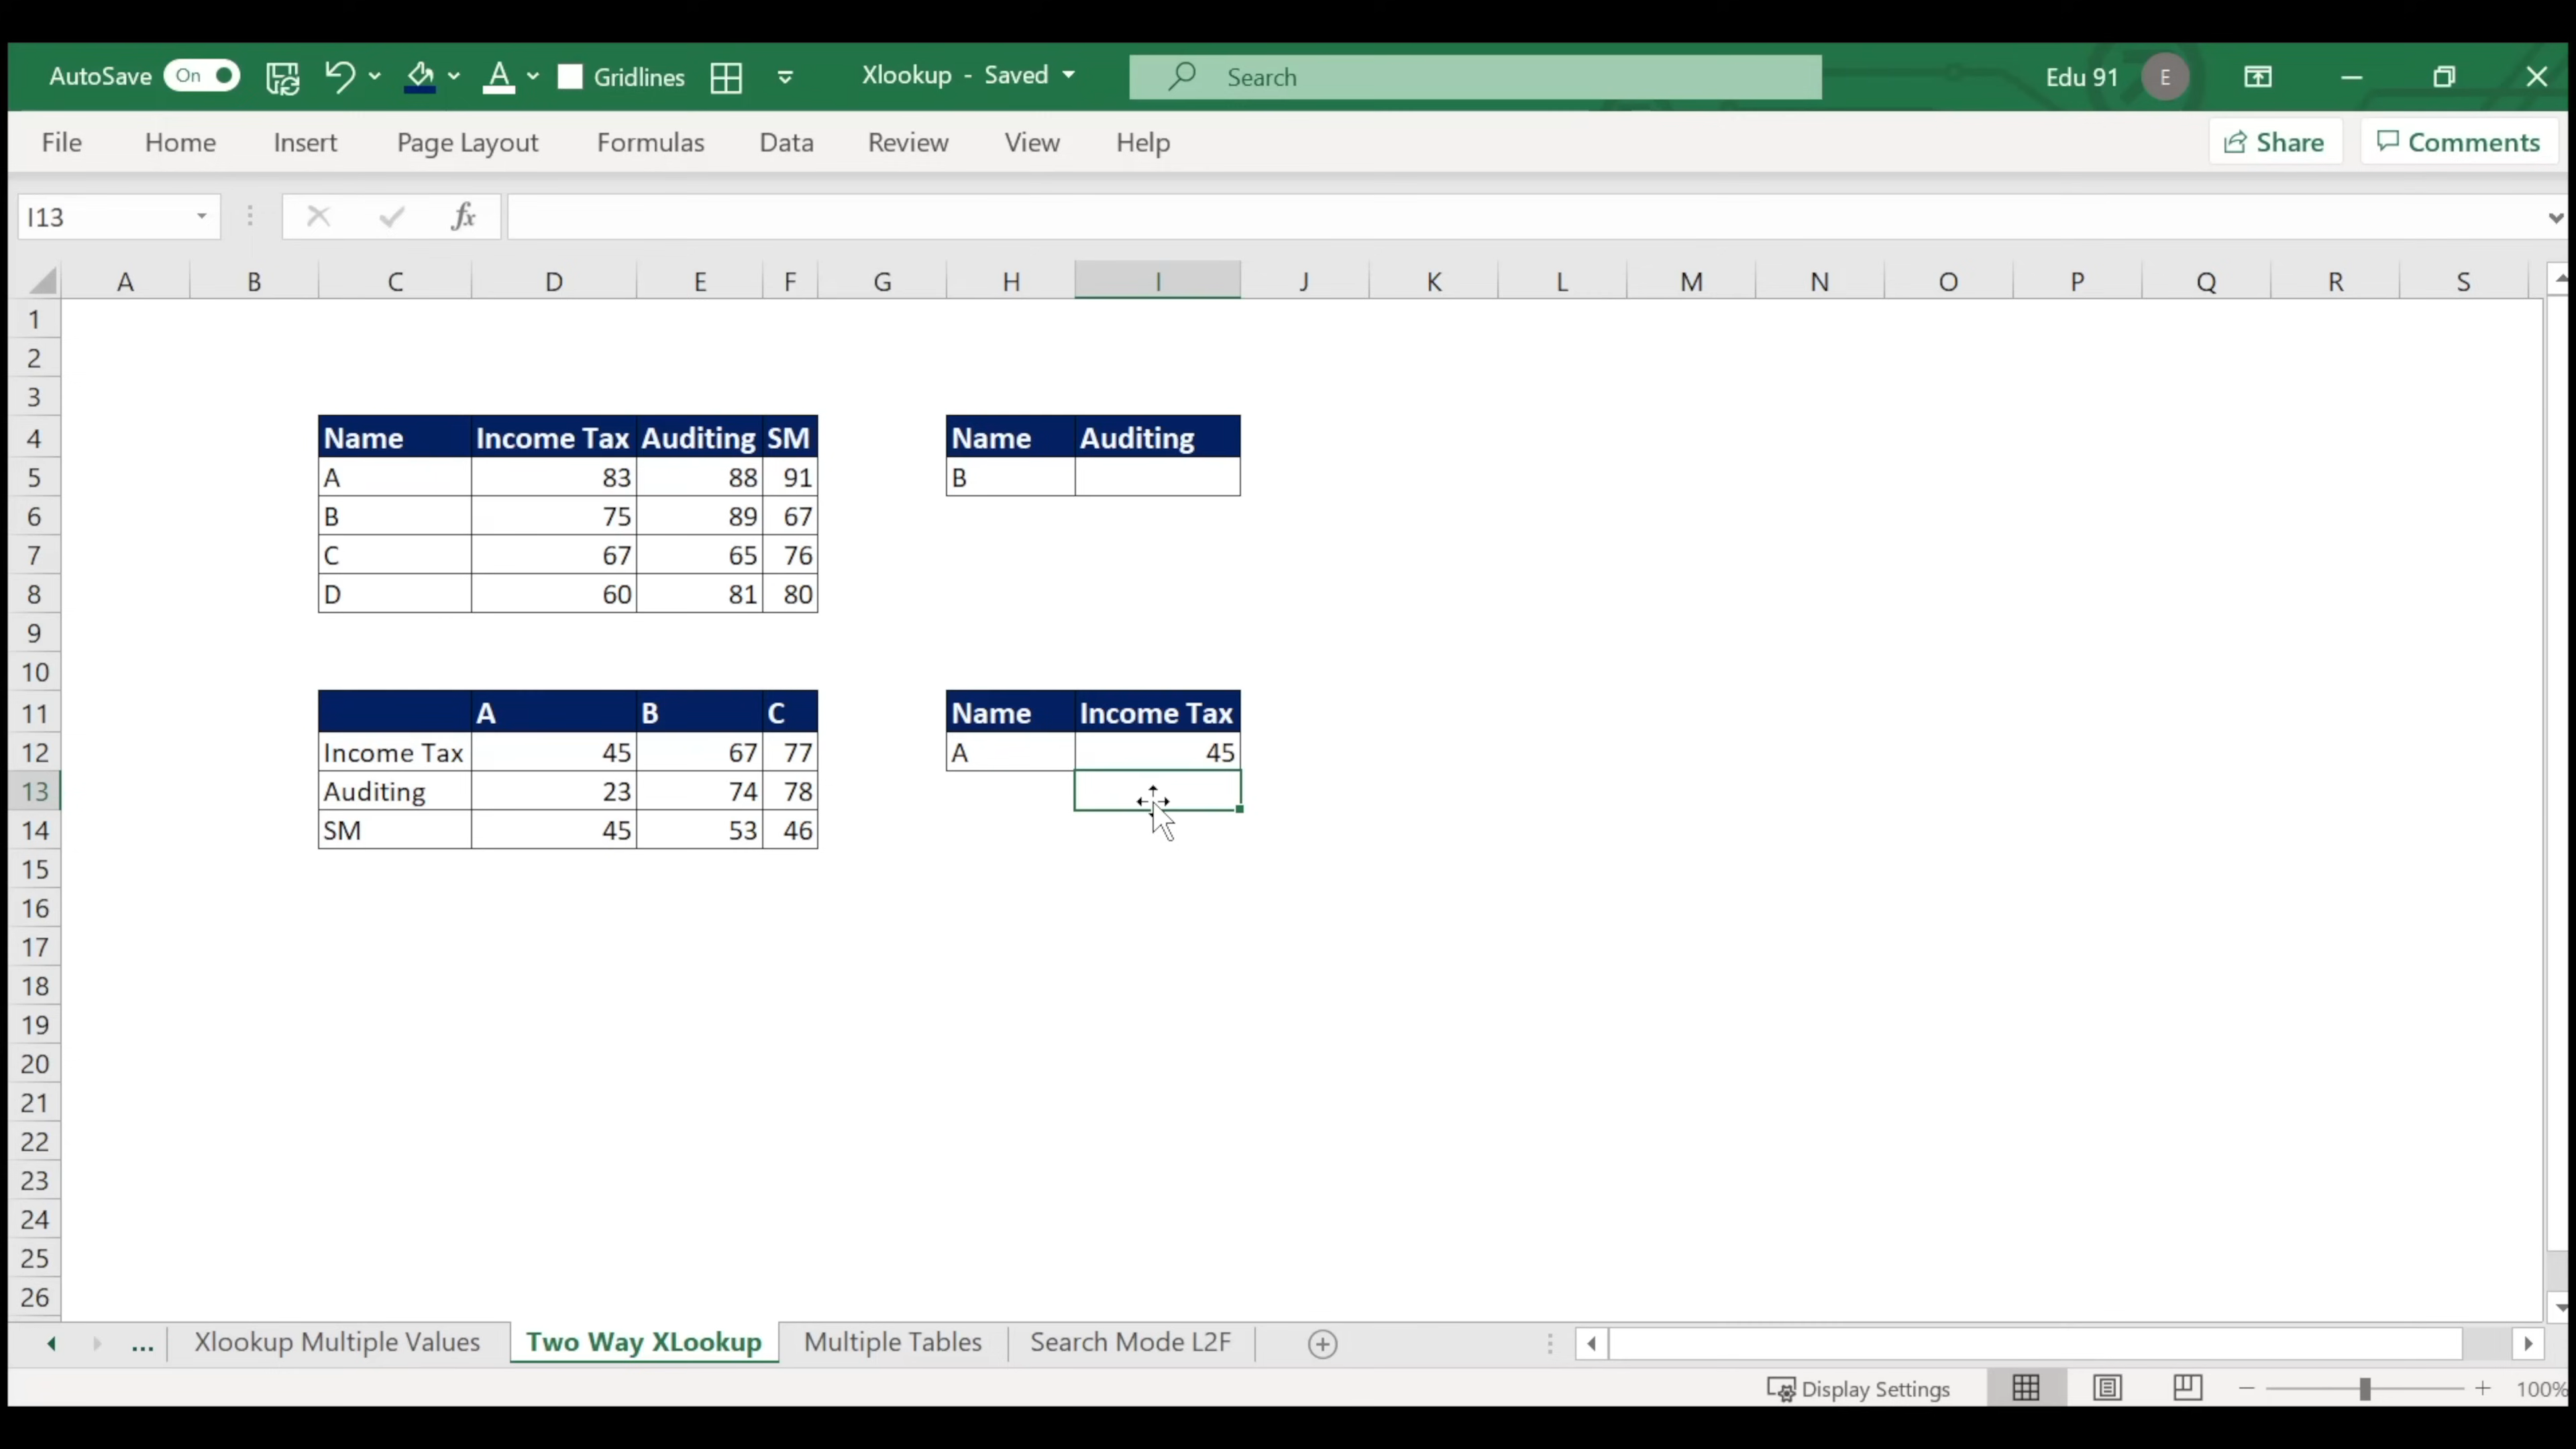 AutoSave On Gridlines Xlookup - Saved Search Edu 91 E
File Home Insert Page Layout Formulas Data Review View Help Share Comments
I13 fx
A B C D E F G H I J K L M N O P Q R S
1
2
3
4 Name Income Tax Auditing SM Name Auditing
5 A 83 88 91 B
6 B 75 89 67
7 C 67 65 76
8 D 60 81 80
9
10
11 A B C Name Income Tax
12 Income Tax 45 67 77 A 45
13 Auditing 23 74 78
14 SM 45 53 46
15
16
17
18
19
20
21
22
23
24
25
26
... Xlookup Multiple Values Two Way XLookup Multiple Tables Search Mode L2F
Display Settings 100%